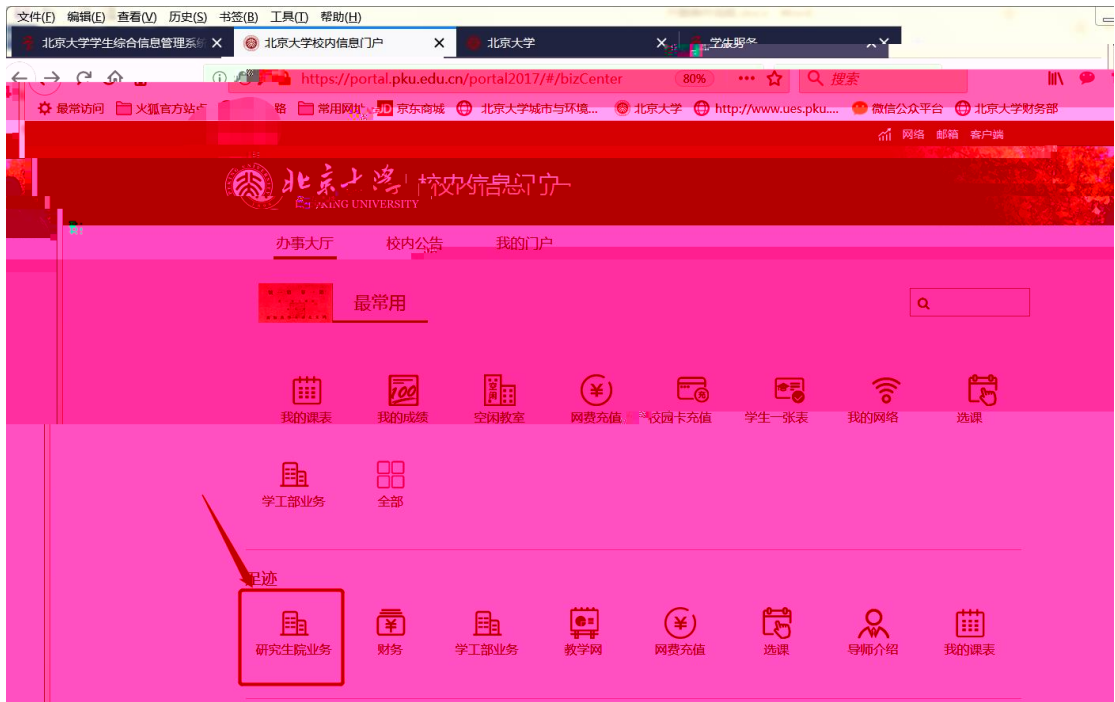 文件(F) 编辑(E) 查看(V) 历史(S) 书签(B) 工具(T) 帮助(H)
北京大学学生综合信息管理系统 北京大学校内信息门户 北京大学
https://portal.pku.edu.cn/portal2017/#/bizCenter 80% 搜索
最常访问 火狐官方站点 常用网址 JD 京东商城 北京大学城市与环境... 北京大学 http://www.ues.pku.... 微信公众平台 北京大学财务部
网络 邮箱 客户端
北京大学 校内信息门户
PEKING UNIVERSITY
办事大厅 校内公告 我的门户
最常用
我的课表 我的成绩 空闲教室 网费充值 校园卡充值 学生一张表 我的网络 选课
学工部业务 全部
足迹
研究生院业务 财务 学工部业务 教学网 网费充值 选课 导师介绍 我的课表